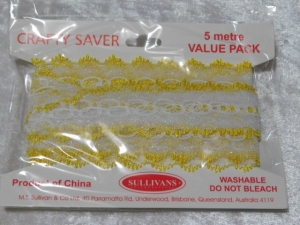 CRAFTY SAVER
5 metre
VALUE PACK
Product of China
SULLIVANS
WASHABLE
DO NOT BLEACH
M.T. Sullivan & Co Ltd, 40 Parramatta Rd, Underwood, Brisbane, Queensland, Australia 4119